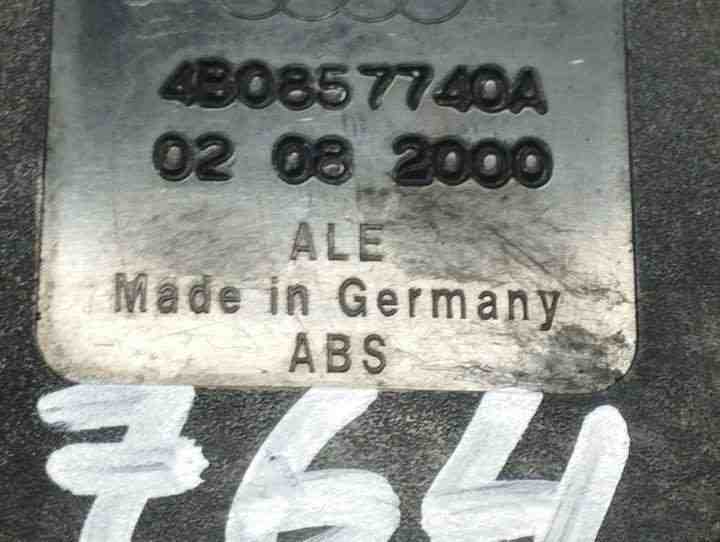 4B0857740A
02 08 2000
ALE
Made in Germany
ABS
764